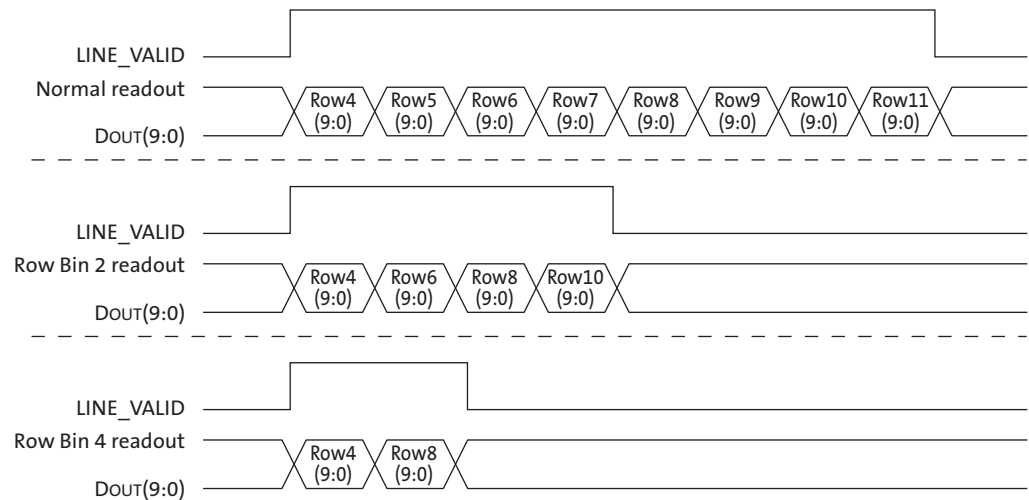 LINE_VALID
Normal readout
Row4 Row5 Row6 Row7 Row8 Row9 Row10 Row11
(9:0) (9:0) (9:0) (9:0) (9:0) (9:0) (9:0) (9:0)
DOUT(9:0)
LINE_VALID
Row Bin 2 readout
Row4 Row6 Row8 Row10
(9:0) (9:0) (9:0) (9:0)
DOUT(9:0)
LINE_VALID
Row Bin 4 readout
Row4 Row8
(9:0) (9:0)
DOUT(9:0)